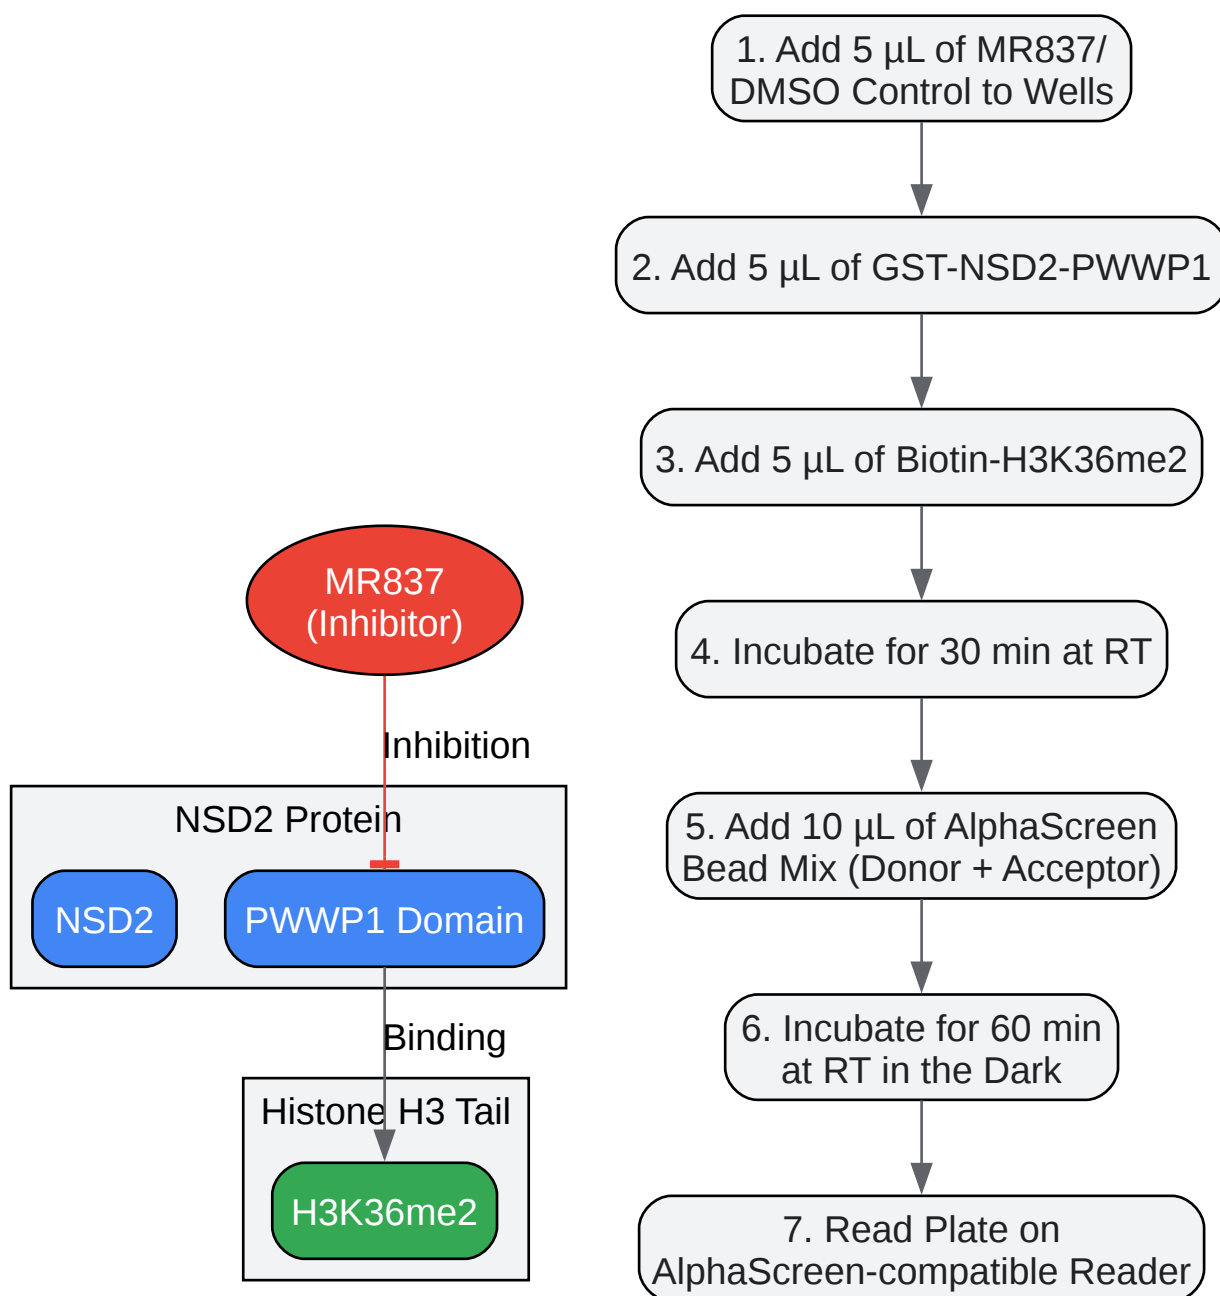 MR837
(Inhibitor)
Inhibition
NSD2 Protein
NSD2
PWWP1 Domain
Binding
Histone H3 Tail
H3K36me2
1. Add 5 µL of MR837/
DMSO Control to Wells
2. Add 5 µL of GST-NSD2-PWWP1
3. Add 5 µL of Biotin-H3K36me2
4. Incubate for 30 min at RT
5. Add 10 µL of AlphaScreen
Bead Mix (Donor + Acceptor)
6. Incubate for 60 min
at RT in the Dark
7. Read Plate on
AlphaScreen-compatible Reader